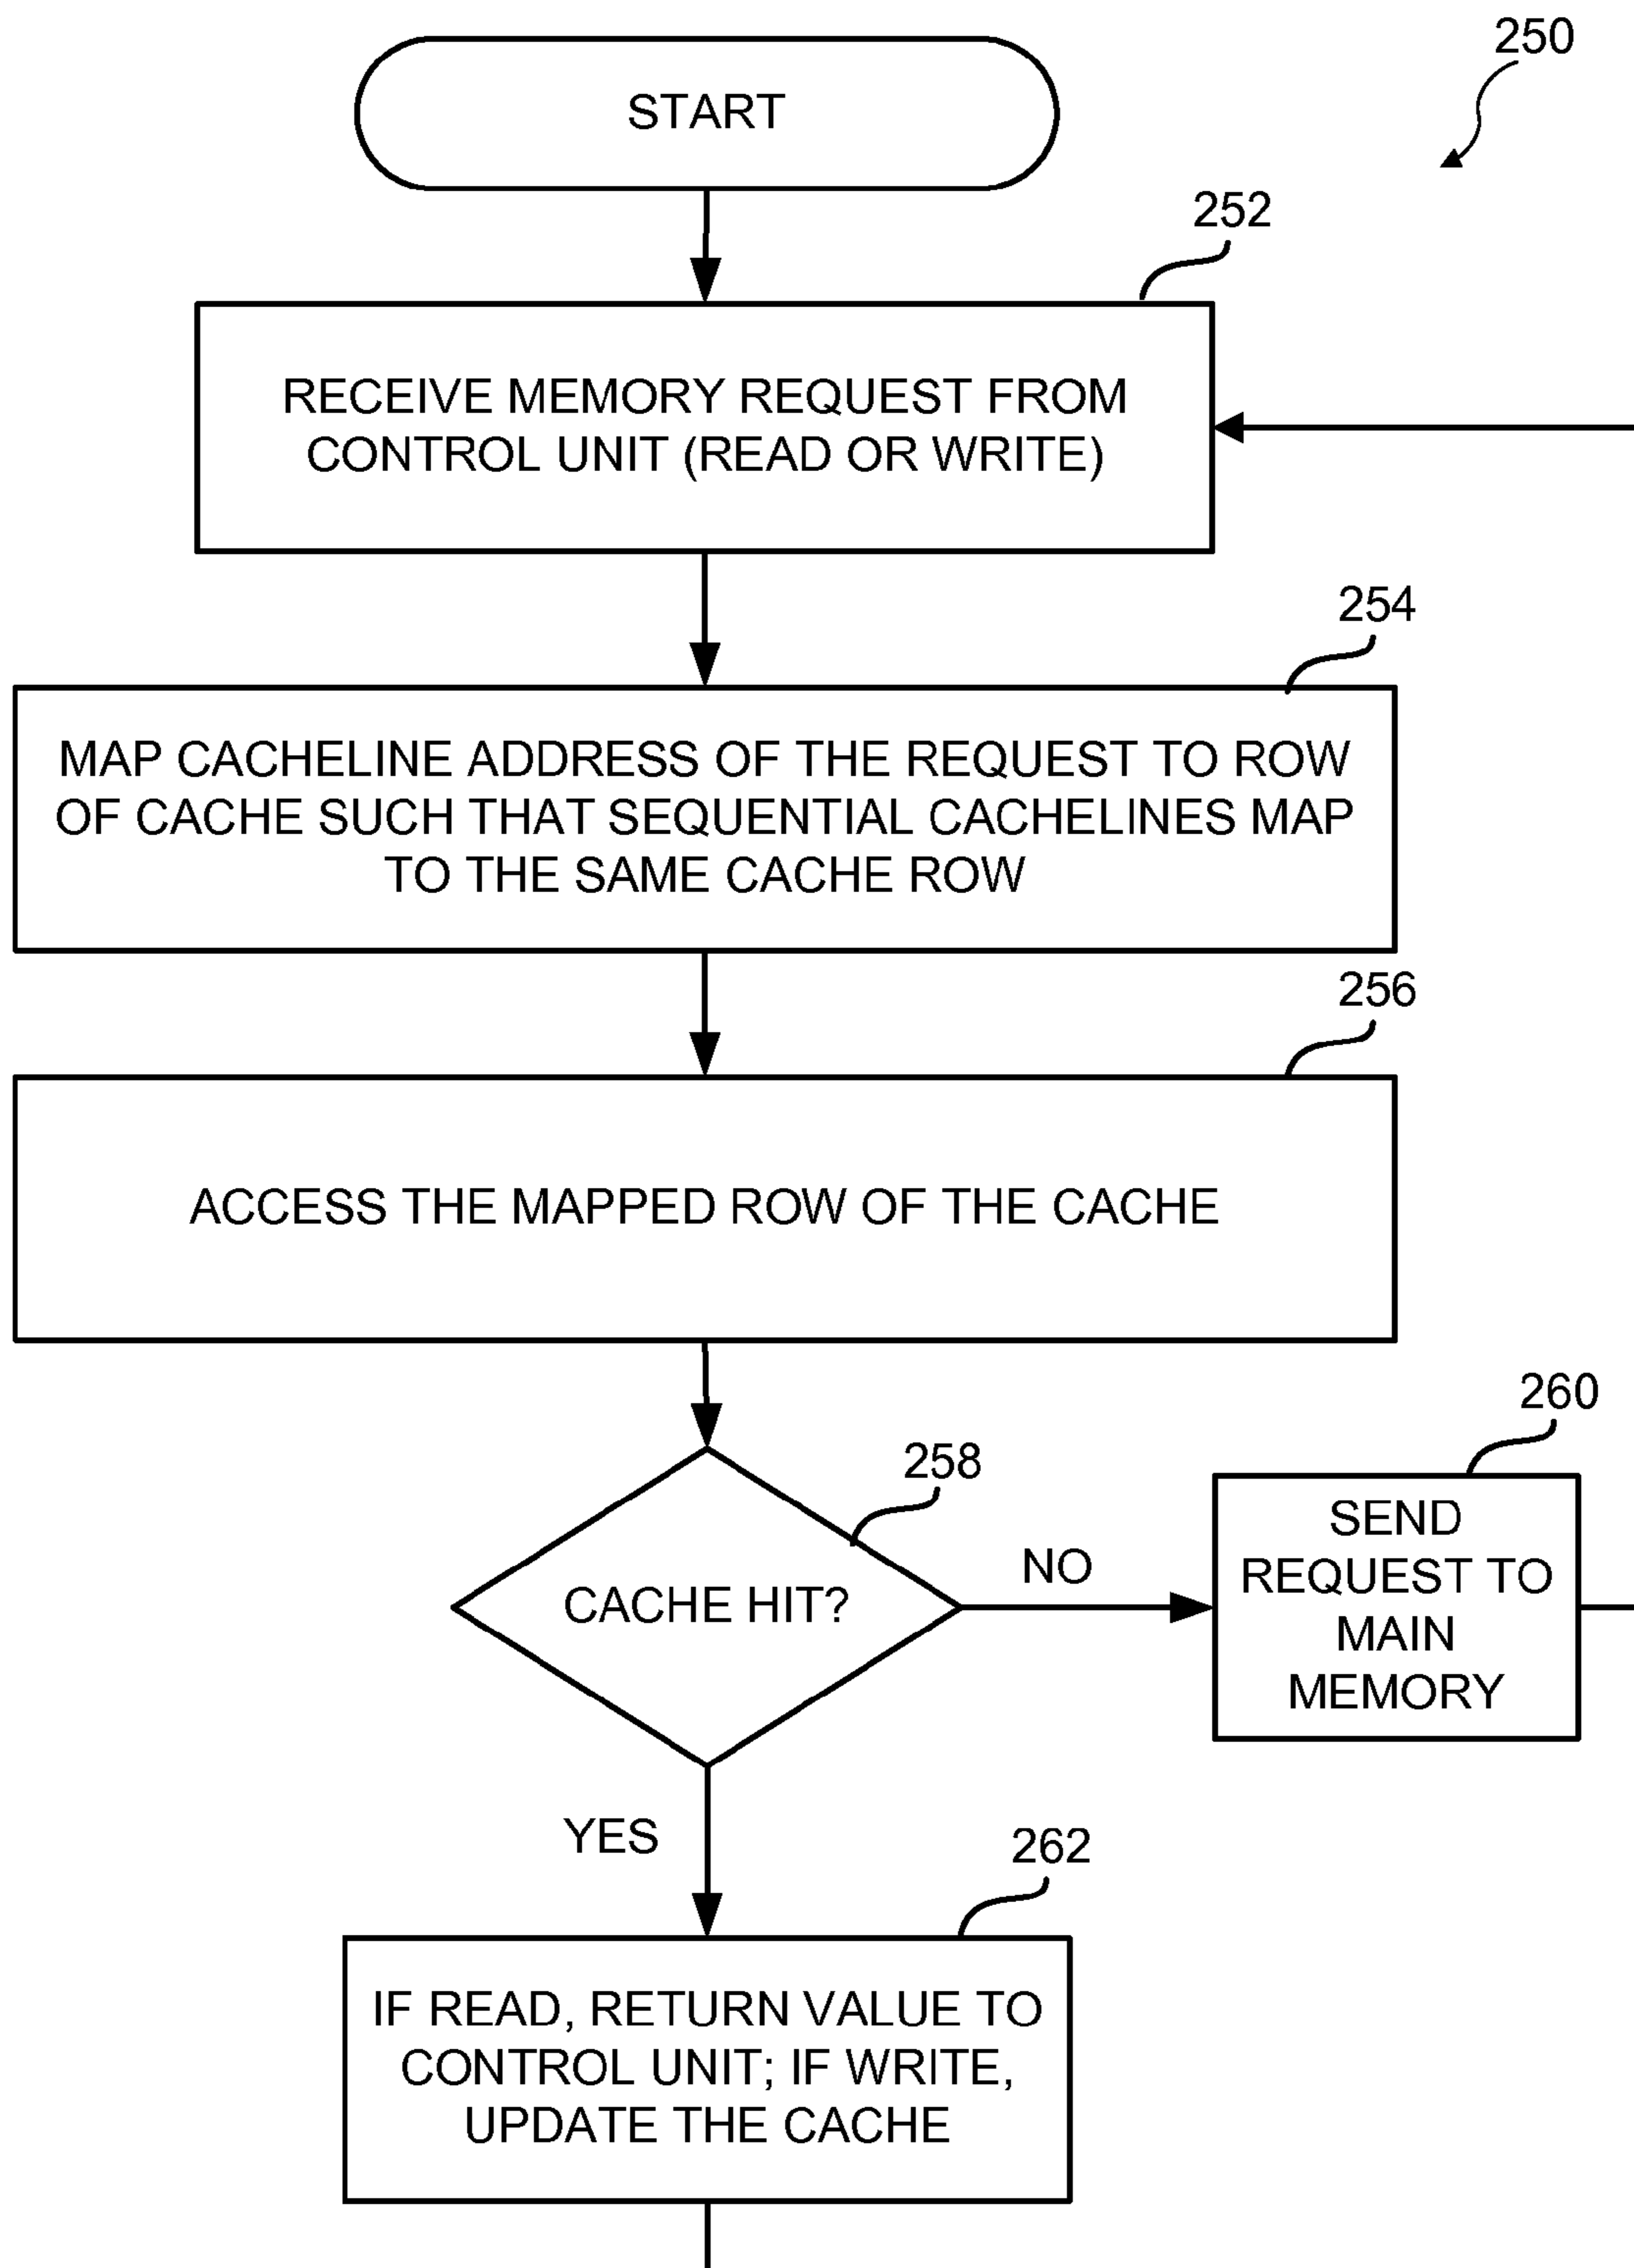 250
START
252
RECEIVE MEMORY REQUEST FROM
CONTROL UNIT (READ OR WRITE)
254
MAP CACHELINE ADDRESS OF THE REQUEST TO ROW
OF CACHE SUCH THAT SEQUENTIAL CACHELINES MAP
TO THE SAME CACHE ROW
256
ACCESS THE MAPPED ROW OF THE CACHE
258
CACHE HIT?
NO
260
SEND
REQUEST TO
MAIN
MEMORY
YES
262
IF READ, RETURN VALUE TO
CONTROL UNIT; IF WRITE,
UPDATE THE CACHE